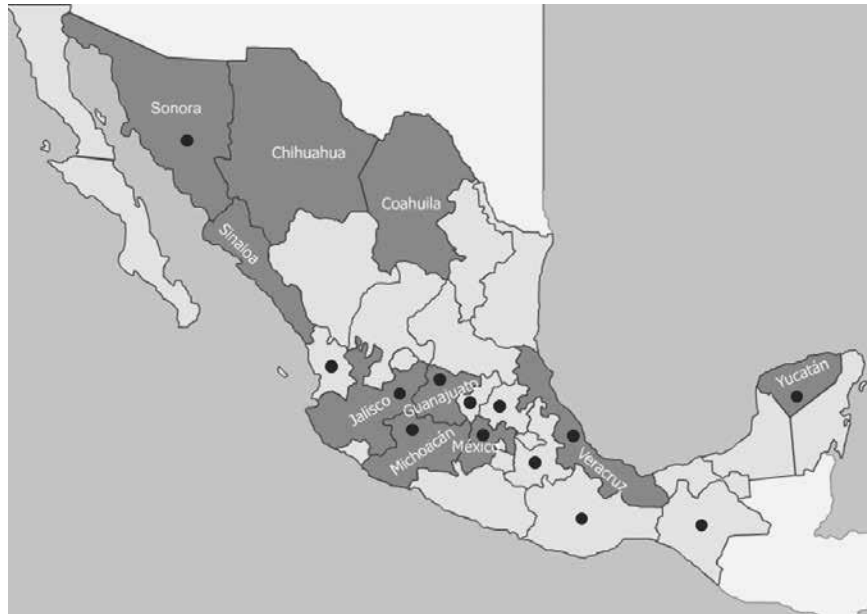 Sonora
Chihuahua
Coahuila
Sinaloa
Yucatán
Guanajuato
Jalisco
Michoacán
México
Veracruz